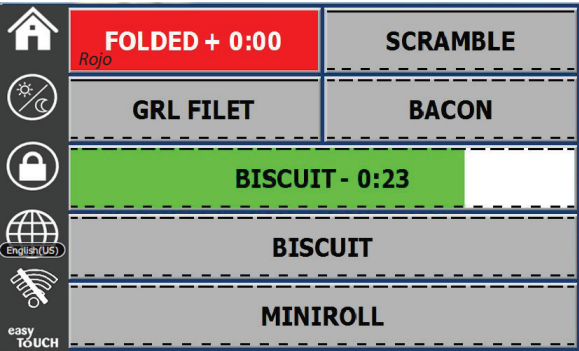 FOLDED + 0:00
Rojo
SCRAMBLE
GRL FILET
BACON
BISCUIT - 0:23
BISCUIT
MINIROLL
English(US)
easy
ToUCH